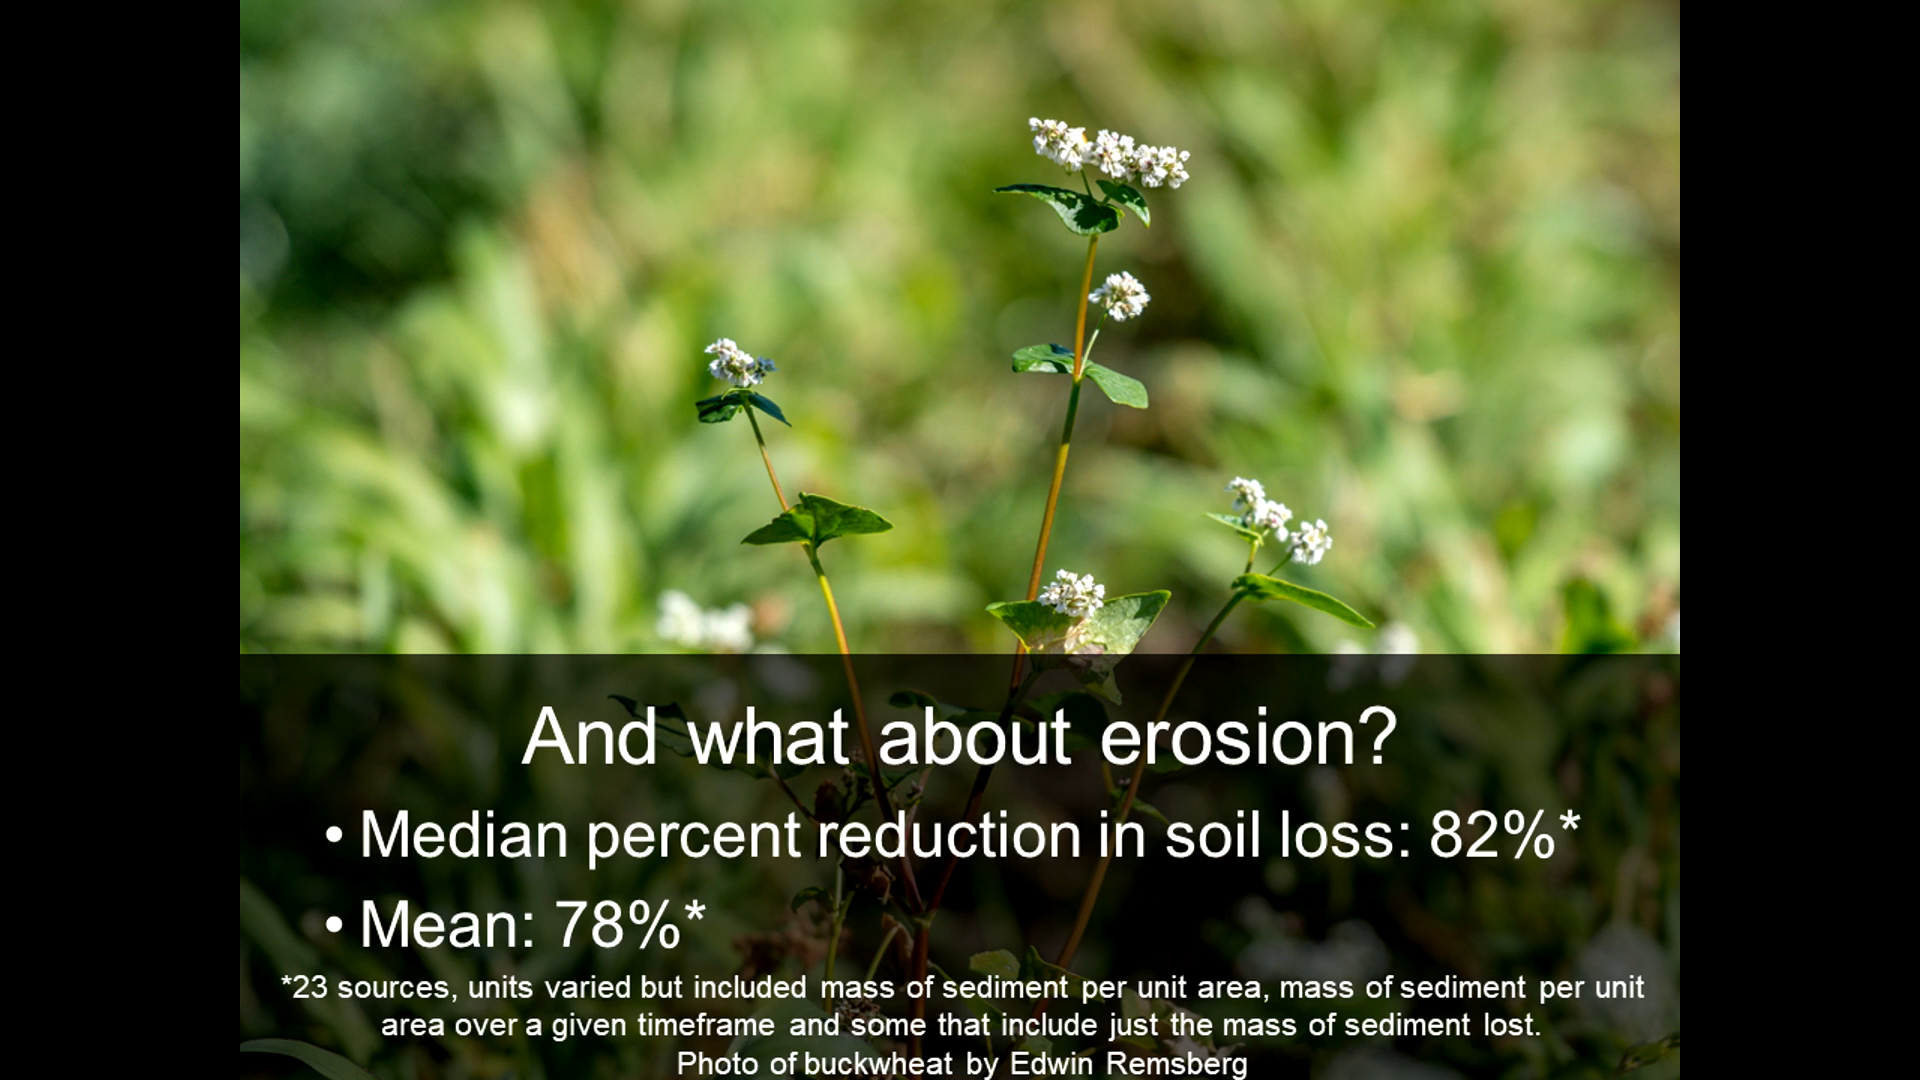 And what about erosion?
• Median percent reduction in soil loss: 82%*
• Mean: 78%*
*23 sources, units varied but included mass of sediment per unit area, mass of sediment per unit
area over a given timeframe and some that include just the mass of sediment lost.
Photo of buckwheat by Edwin Remsberg